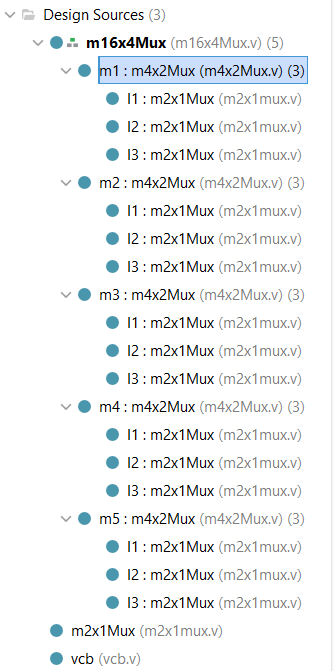 Design Sources (3)
m16x4Mux (m16x4Mux.v) (5)
m1 : m4x2Mux (m4x2Mux.v) (3)
I1 : m2x1Mux (m2x1mux.v)
I2 : m2x1Mux (m2x1mux.v)
I3 : m2x1Mux (m2x1mux.v)
m2 : m4x2Mux (m4x2Mux.v) (3)
I1 : m2x1Mux (m2x1mux.v)
I2 : m2x1Mux (m2x1mux.v)
I3 : m2x1Mux (m2x1mux.v)
m3 : m4x2Mux (m4x2Mux.v) (3)
I1 : m2x1Mux (m2x1mux.v)
I2 : m2x1Mux (m2x1mux.v)
I3 : m2x1Mux (m2x1mux.v)
m4 : m4x2Mux (m4x2Mux.v) (3)
I1 : m2x1Mux (m2x1mux.v)
I2 : m2x1Mux (m2x1mux.v)
I3 : m2x1Mux (m2x1mux.v)
m5 : m4x2Mux (m4x2Mux.v) (3)
I1 : m2x1Mux (m2x1mux.v)
I2 : m2x1Mux (m2x1mux.v)
I3 : m2x1Mux (m2x1mux.v)
m2x1Mux (m2x1mux.v)
vcb (vcb.v)